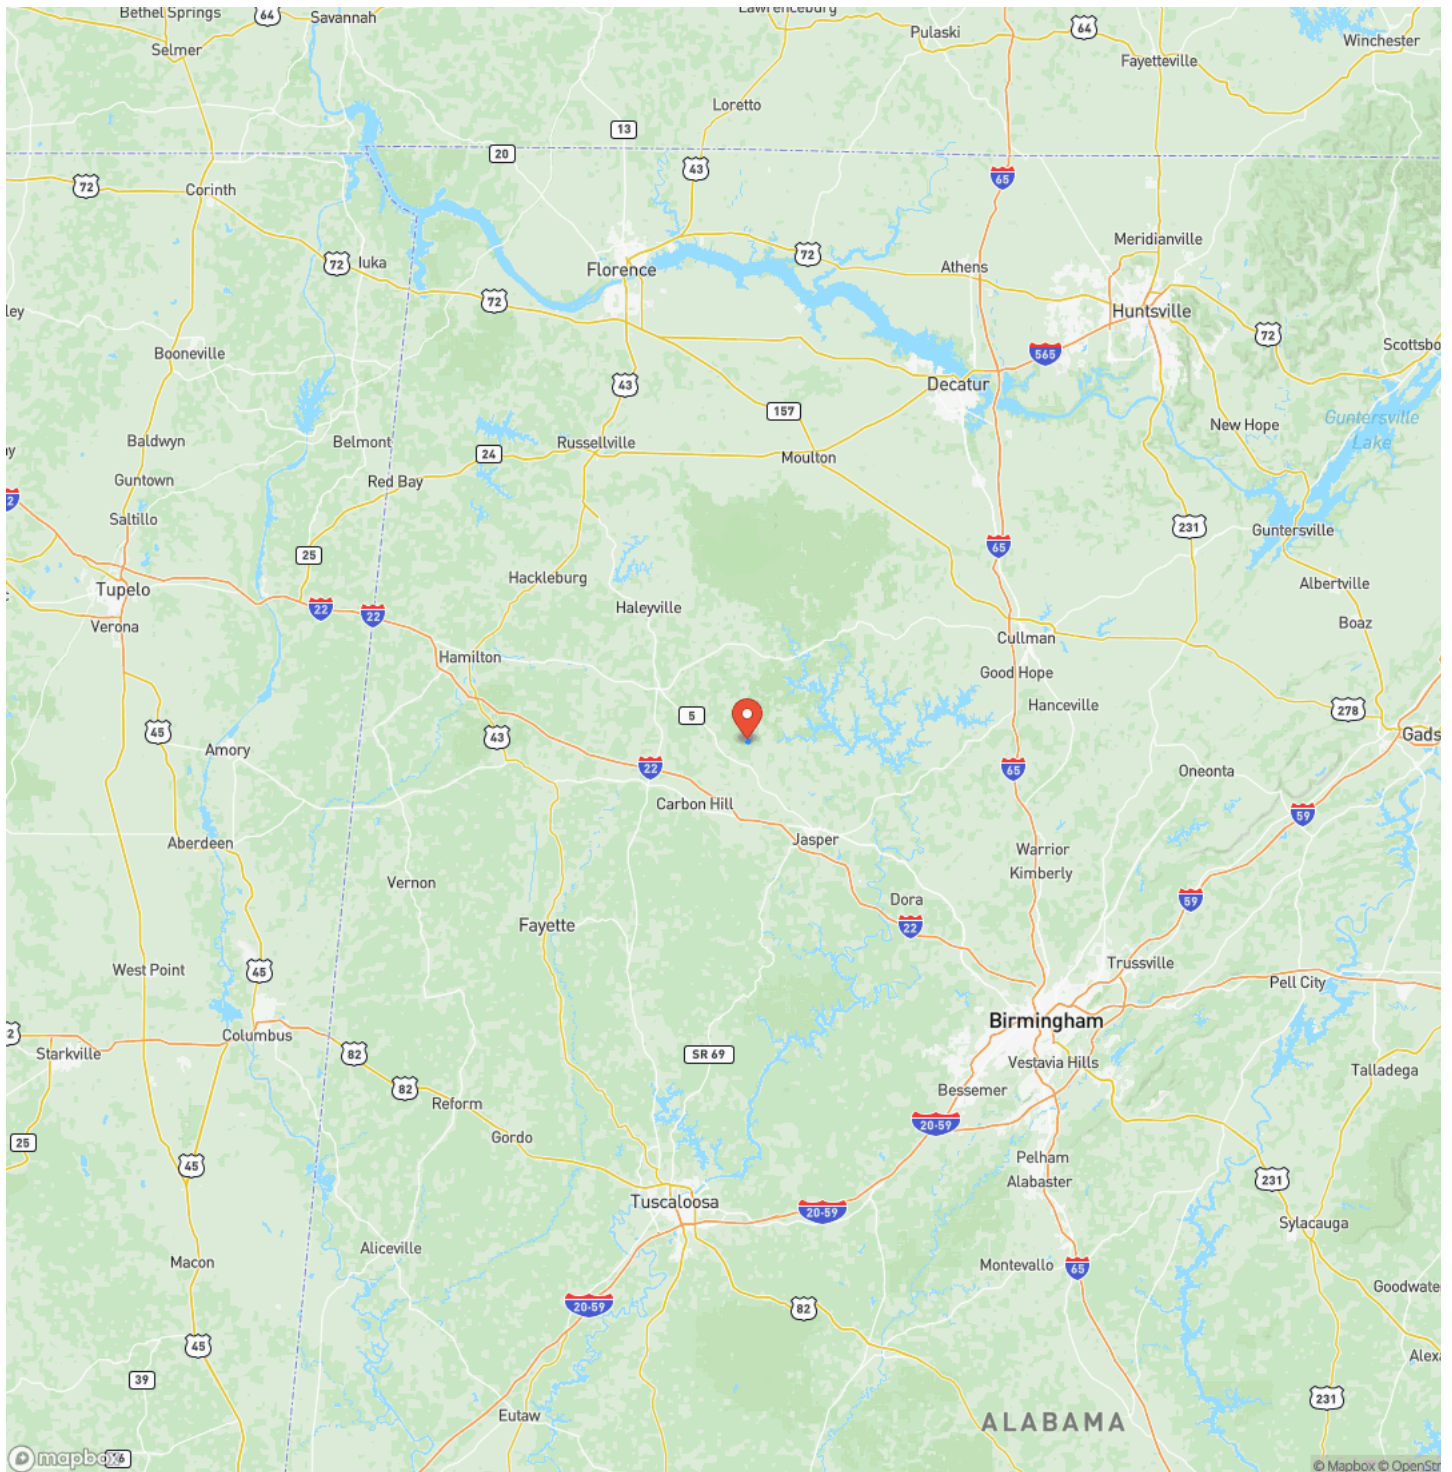 Bethel Springs
64
Savannah
Lawrenceburg
Pulaski
64
Winchester
Selmer
Fayetteville
Loretto
13
20
43
65
72
Corinth
Meridianville
72
Iuka
Florence
72
Athens
72
Huntsville
72
ley
Booneville
565
Scottsbo
43
Decatur
157
Guntersville
Lake
New Hope
Baldwyn
Belmont
Russellville
24
Moulton
Red Bay
Guntown
2
Saltillo
231
Guntersville
65
25
Hackleburg
Tupelo
22
22
Haleyville
Albertville
Verona
Boaz
Cullman
Hamilton
Good Hope
Hanceville
278
5
45
43
Gads
Amory
22
65
Oneonta
Carbon Hill
59
Aberdeen
Jasper
Warrior
Kimberly
Vernon
Dora
59
Fayette
22
West Point
45
Trussville
Pell City
Birmingham
2
Columbus
Starkville
82
SR 69
Vestavia Hills
Talladega
82
Bessemer
Reform
20-59
Gordo
25
45
Pelham
Alabaster
231
Tuscaloosa
20-59
Sylacauga
Aliceville
Macon
Montevallo
65
Goodwate
20-59
82
45
Alexa
39
231
Eutaw
ALABAMA
mapbox
6
© Mapbox © OpenStr